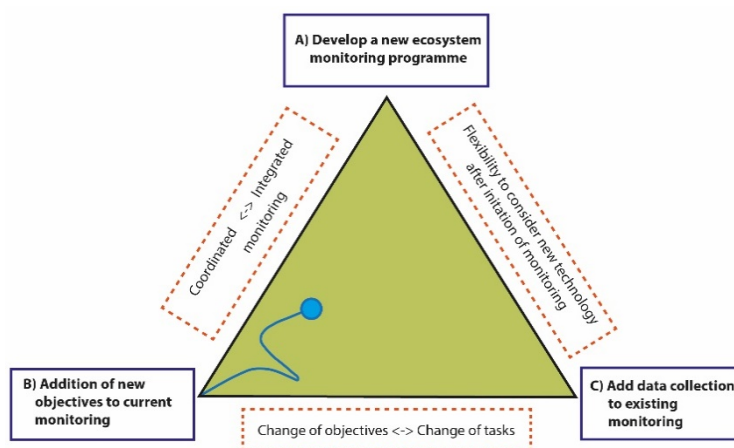 A) Develop a new ecosystem
monitoring programme
Coordinated <-> Integrated
monitoring
Flexibility to consider new technology
after initation of monitoring
B) Addition of new
objectives to current
monitoring
C) Add data collection
to existing
monitoring
Change of objectives <-> Change of tasks